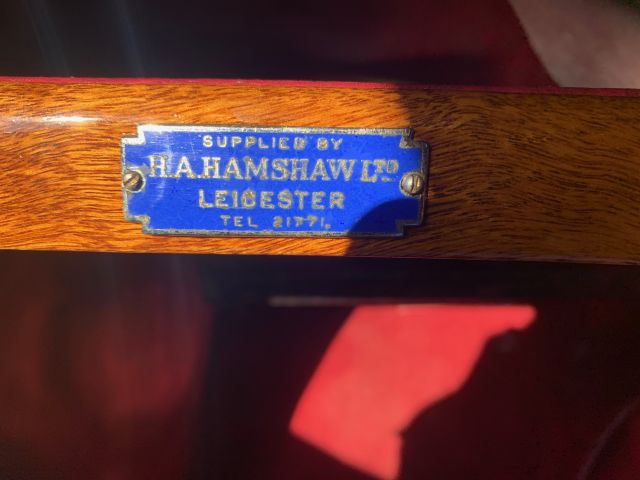 SUPPLIED BY
H.A.HAMSHAW LTD
LEICESTER
TEL 21771.